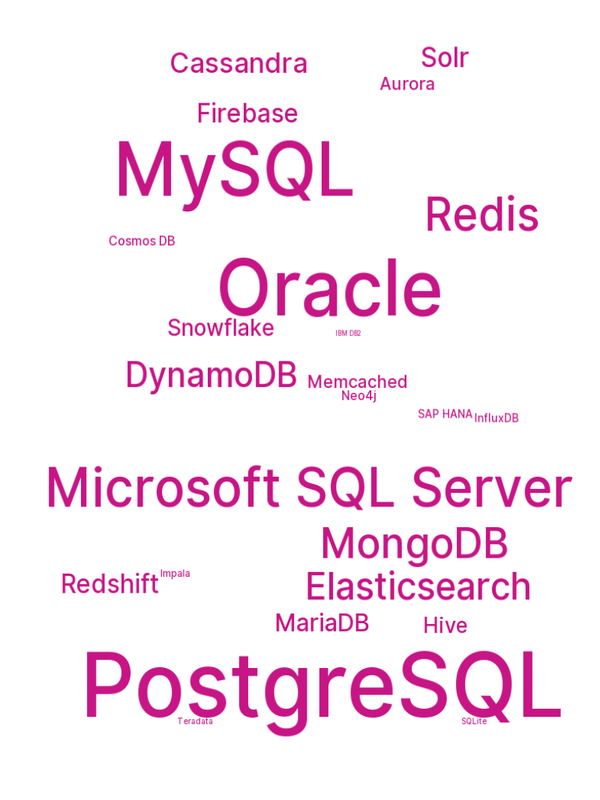 Solr
Cassandra
Aurora
Firebase
MySQL
Redis
Cosmos DB
Oracle
Snowflake
IBM DB2
DynamoDB
Memcached
Neo4j
SAP HANA
InfluxDB
Microsoft SQL Server
MongoDB
Impala
Redshift
Elasticsearch
MariaDB
Hive
PostgreSQL
Teradata
SQLite